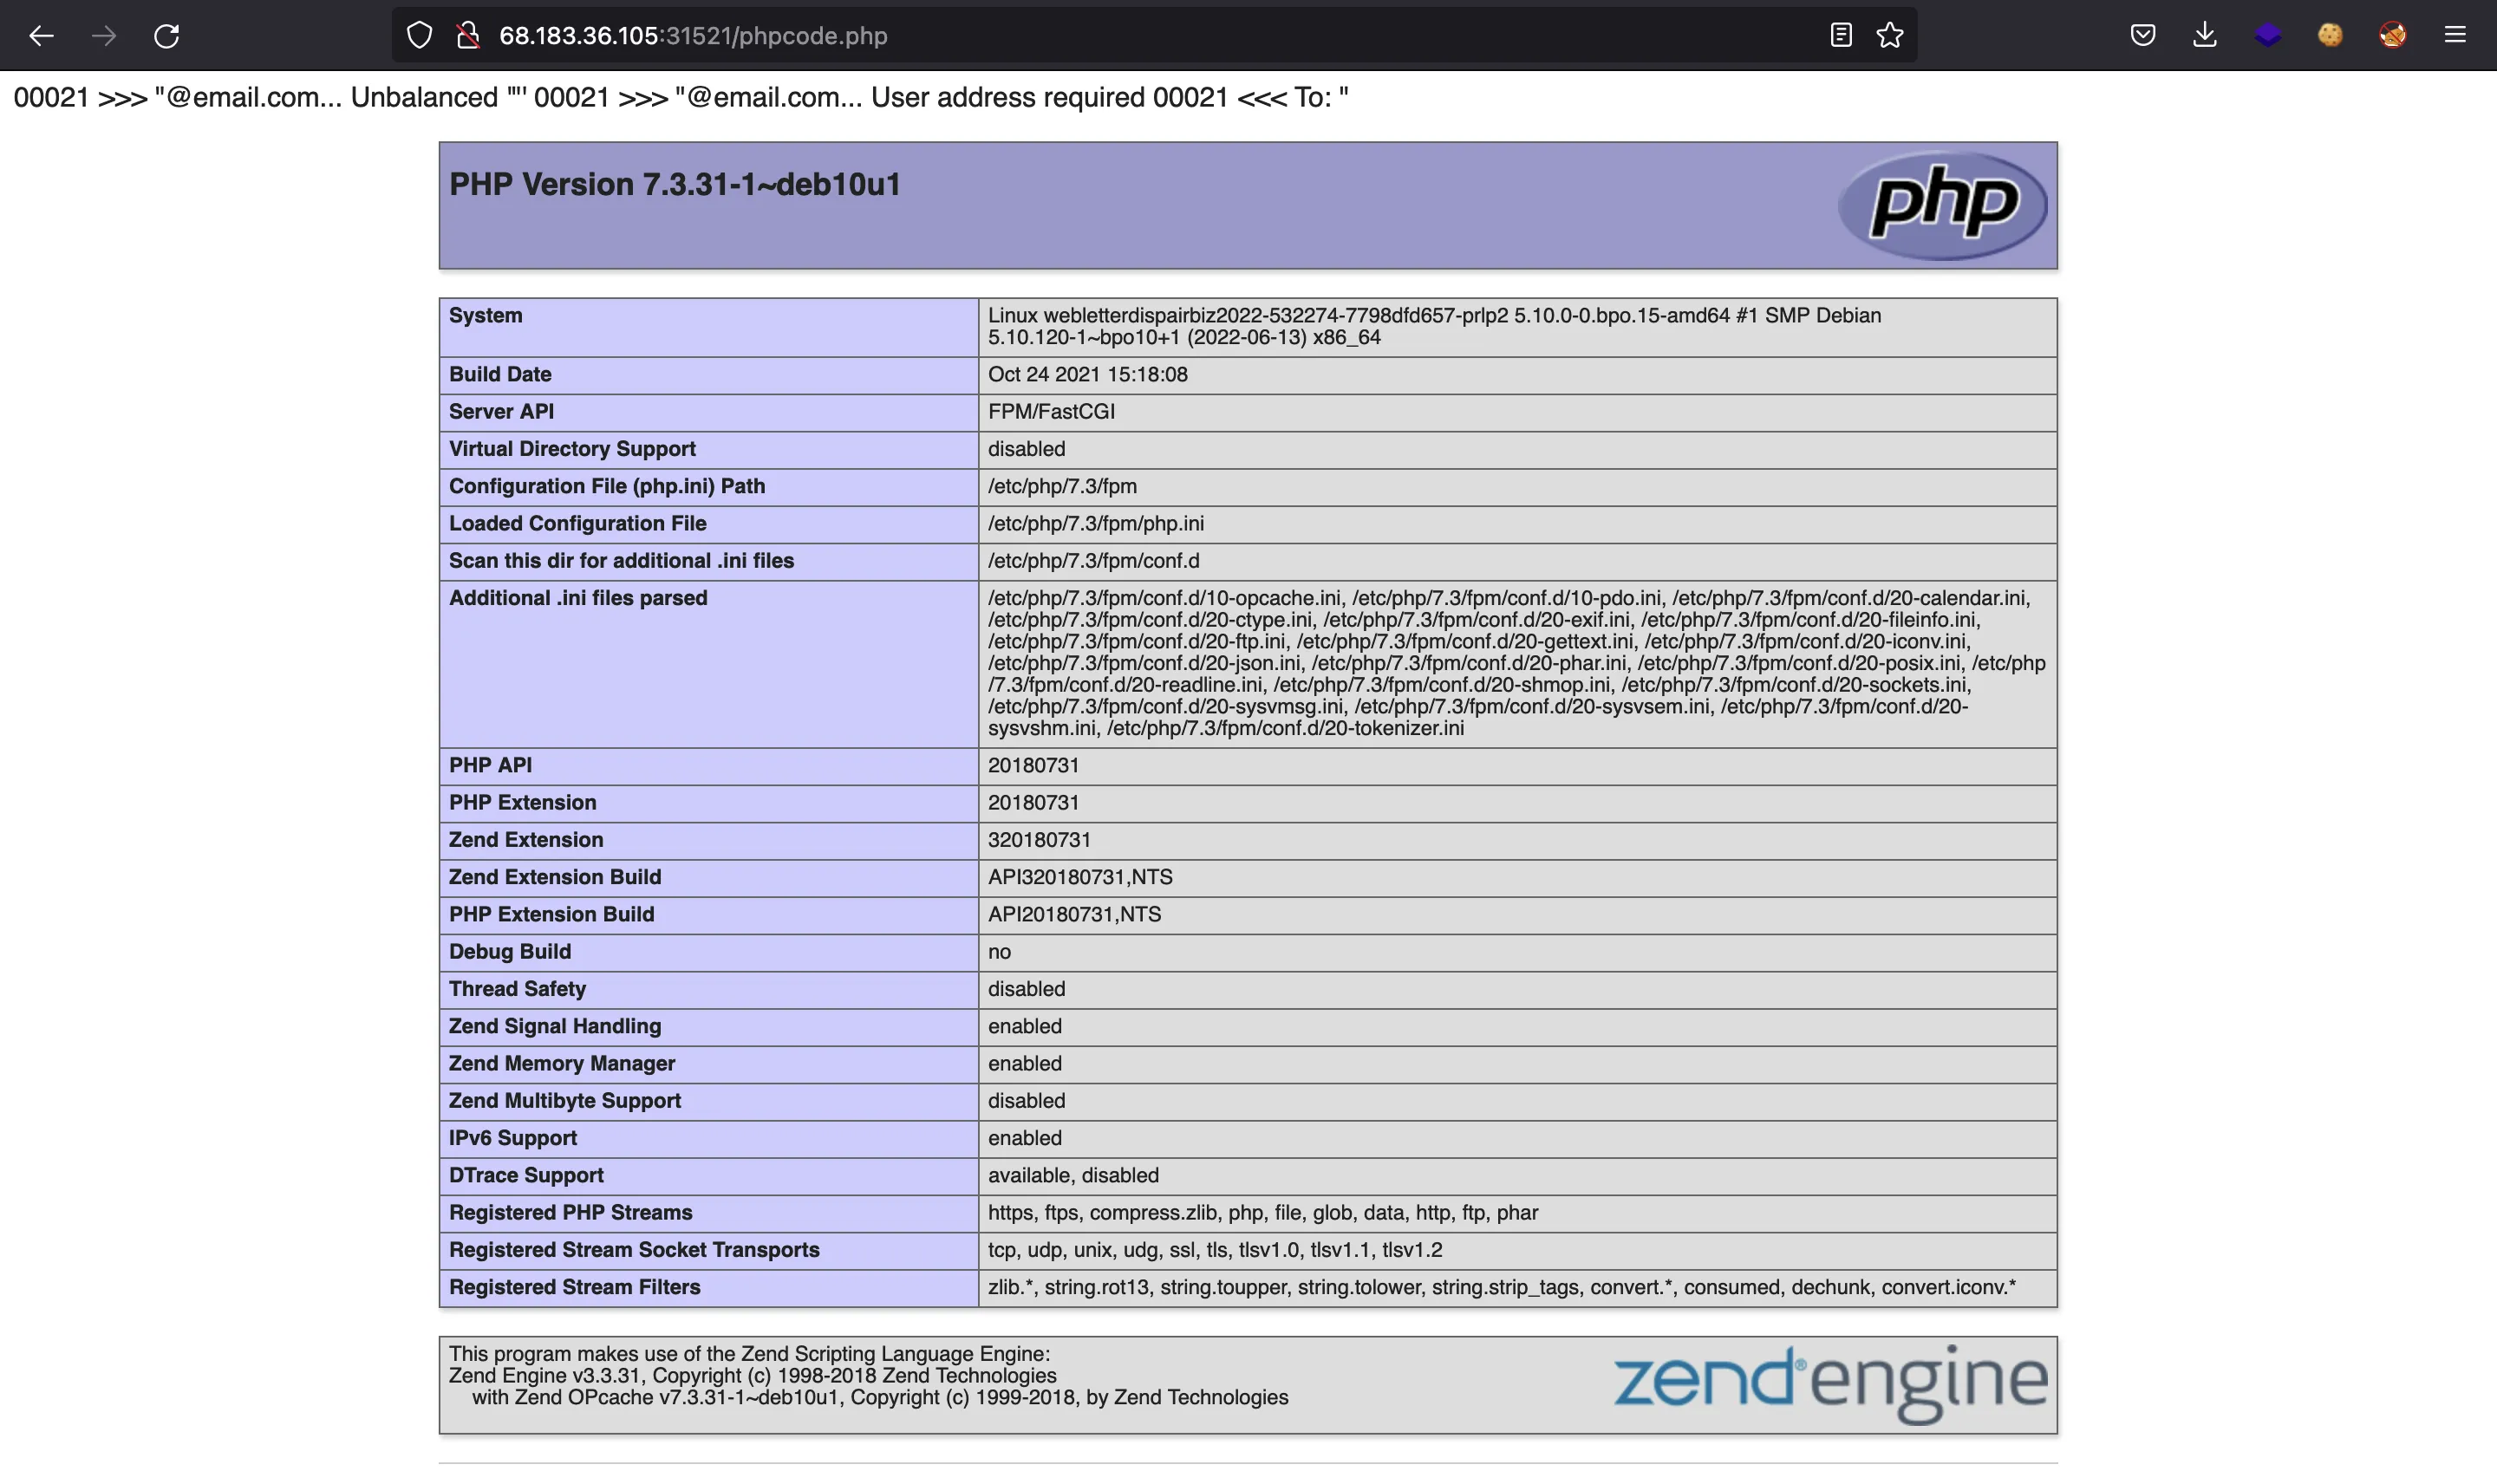 68.183.36.105:31521/phpcode.php
00021 >>> "@email.com... Unbalanced '"' 00021 >>> "@email.com... User address required 00021 <<< To: "
PHP Version 7.3.31-1~deb10u1
php
System Linux webletterdispairbiz2022-532274-7798dfd657-prlp2 5.10.0-0.bpo.15-amd64 #1 SMP Debian
5.10.120-1~bpo10+1 (2022-06-13) x86_64
Build Date Oct 24 2021 15:18:08
Server API FPM/FastCGI
Virtual Directory Support disabled
Configuration File (php.ini) Path /etc/php/7.3/fpm
Loaded Configuration File /etc/php/7.3/fpm/php.ini
Scan this dir for additional .ini files /etc/php/7.3/fpm/conf.d
Additional .ini files parsed /etc/php/7.3/fpm/conf.d/10-opcache.ini, /etc/php/7.3/fpm/conf.d/10-pdo.ini, /etc/php/7.3/fpm/conf.d/20-calendar.ini,
/etc/php/7.3/fpm/conf.d/20-ctype.ini, /etc/php/7.3/fpm/conf.d/20-exif.ini, /etc/php/7.3/fpm/conf.d/20-fileinfo.ini,
/etc/php/7.3/fpm/conf.d/20-ftp.ini, /etc/php/7.3/fpm/conf.d/20-gettext.ini, /etc/php/7.3/fpm/conf.d/20-iconv.ini,
/etc/php/7.3/fpm/conf.d/20-json.ini, /etc/php/7.3/fpm/conf.d/20-phar.ini, /etc/php/7.3/fpm/conf.d/20-posix.ini, /etc/php
/7.3/fpm/conf.d/20-readline.ini, /etc/php/7.3/fpm/conf.d/20-shmop.ini, /etc/php/7.3/fpm/conf.d/20-sockets.ini,
/etc/php/7.3/fpm/conf.d/20-sysvmsg.ini, /etc/php/7.3/fpm/conf.d/20-sysvsem.ini, /etc/php/7.3/fpm/conf.d/20-
sysvshm.ini, /etc/php/7.3/fpm/conf.d/20-tokenizer.ini
PHP API 20180731
PHP Extension 20180731
Zend Extension 320180731
Zend Extension Build API320180731,NTS
PHP Extension Build API20180731,NTS
Debug Build no
Thread Safety disabled
Zend Signal Handling enabled
Zend Memory Manager enabled
Zend Multibyte Support disabled
IPv6 Support enabled
DTrace Support available, disabled
Registered PHP Streams https, ftps, compress.zlib, php, file, glob, data, http, ftp, phar
Registered Stream Socket Transports tcp, udp, unix, udg, ssl, tls, tlsv1.0, tlsv1.1, tlsv1.2
Registered Stream Filters zlib.*, string.rot13, string.toupper, string.tolower, string.strip_tags, convert.*, consumed, dechunk, convert.iconv.*
This program makes use of the Zend Scripting Language Engine:
Zend Engine v3.3.31, Copyright (c) 1998-2018 Zend Technologies
with Zend OPcache v7.3.31-1~deb10u1, Copyright (c) 1999-2018, by Zend Technologies
zend®engine